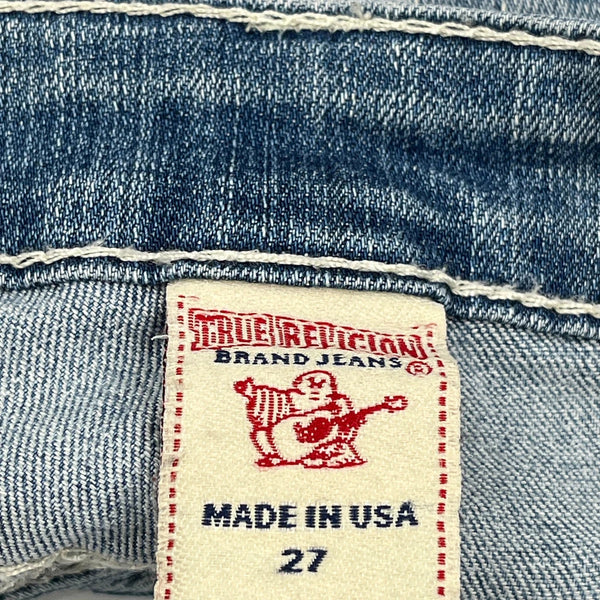 TRUE RELIGION
BRAND JEANS ®
MADE IN USA
27